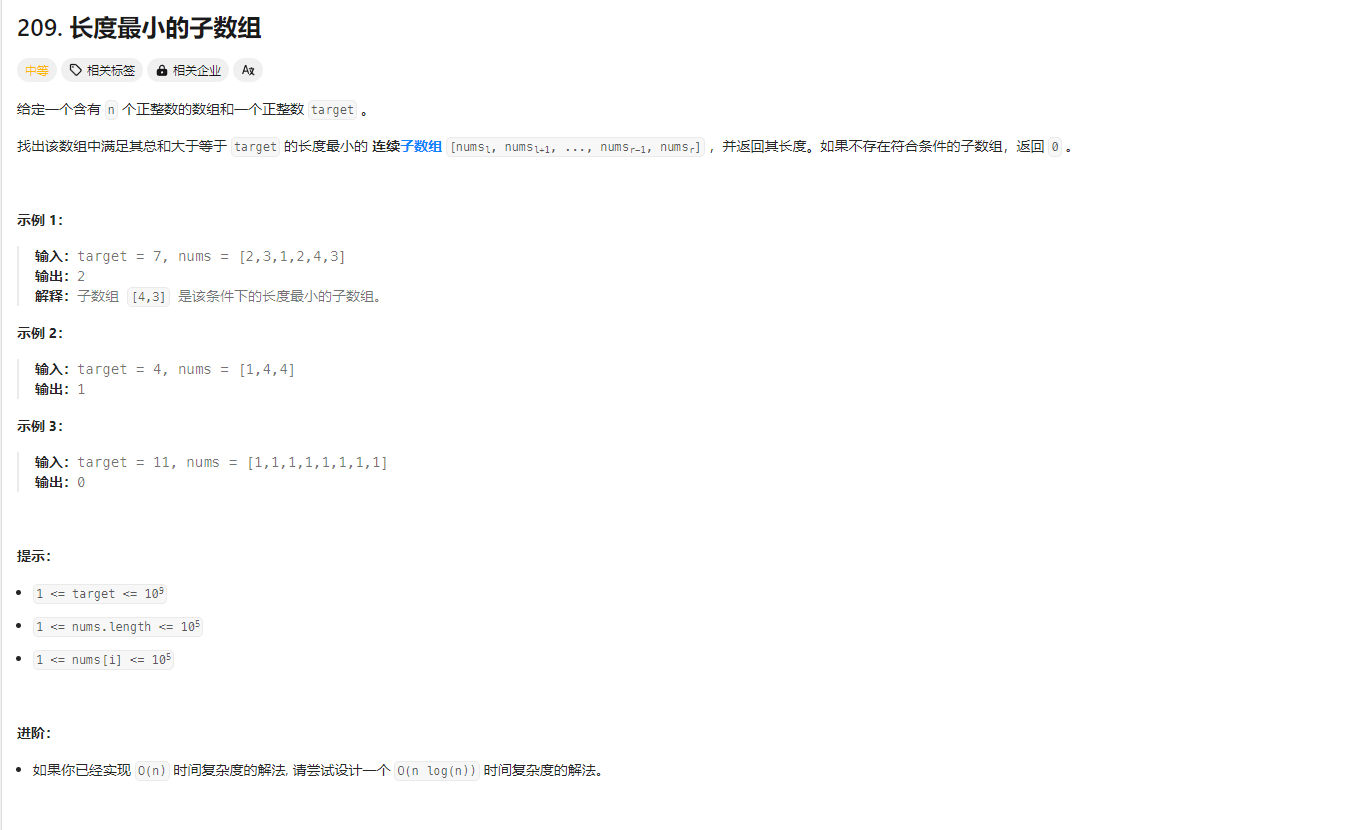 209. 长度最小的子数组
中等 相关标签 相关企业 Aあ
给定一个含有 n 个正整数的数组和一个正整数 target 。
找出该数组中满足其总和大于等于 target 的长度最小的 连续子数组 [numsl, numsl+1, ..., numsr-1, numsr] ，并返回其长度。如果不存在符合条件的子数组，返回 0 。
示例 1：
输入：target = 7, nums = [2,3,1,2,4,3]
输出：2
解释：子数组 [4,3] 是该条件下的长度最小的子数组。
示例 2：
输入：target = 4, nums = [1,4,4]
输出：1
示例 3：
输入：target = 11, nums = [1,1,1,1,1,1,1,1]
输出：0
提示：
1 <= target <= 10⁹
1 <= nums.length <= 10⁵
1 <= nums[i] <= 10⁵
进阶：
如果你已经实现 O(n) 时间复杂度的解法, 请尝试设计一个 O(n log(n)) 时间复杂度的解法。